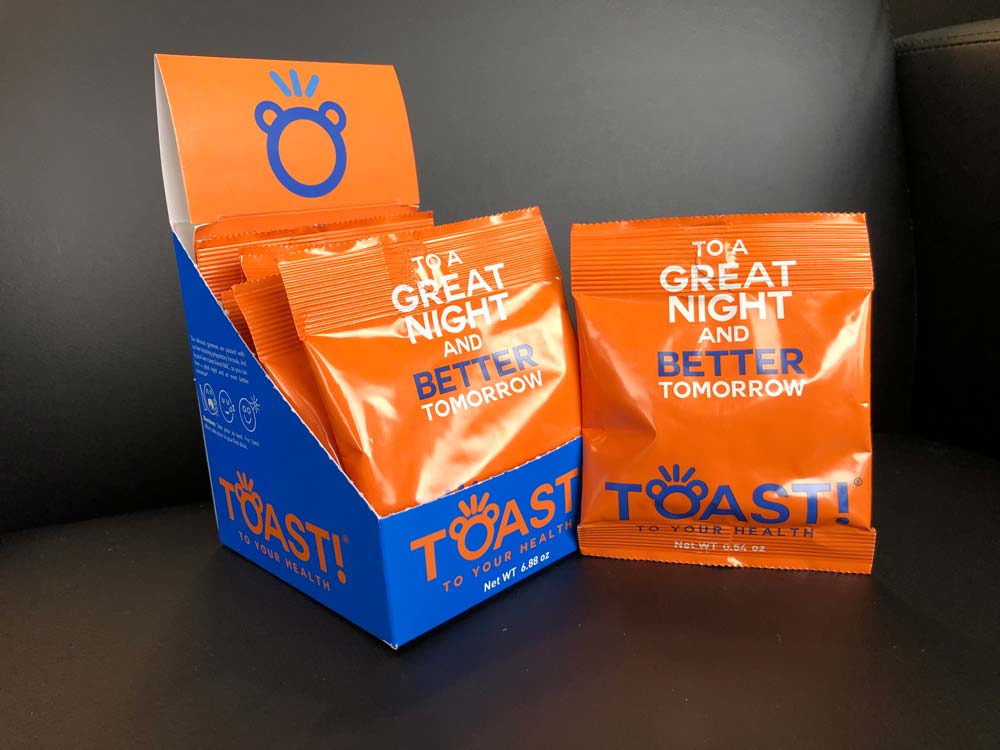 TO A
GREAT
NIGHT
AND
BETTER
TOMORROW
TOAST!®
TO YOUR HEALTH
TOAST
TO YOUR HEALTH
Net WT 6.88 oz
TO A
GREAT
NIGHT
AND
BETTER
TOMORROW
TOAST!®
TO YOUR HEALTH
Net WT 0.54 oz